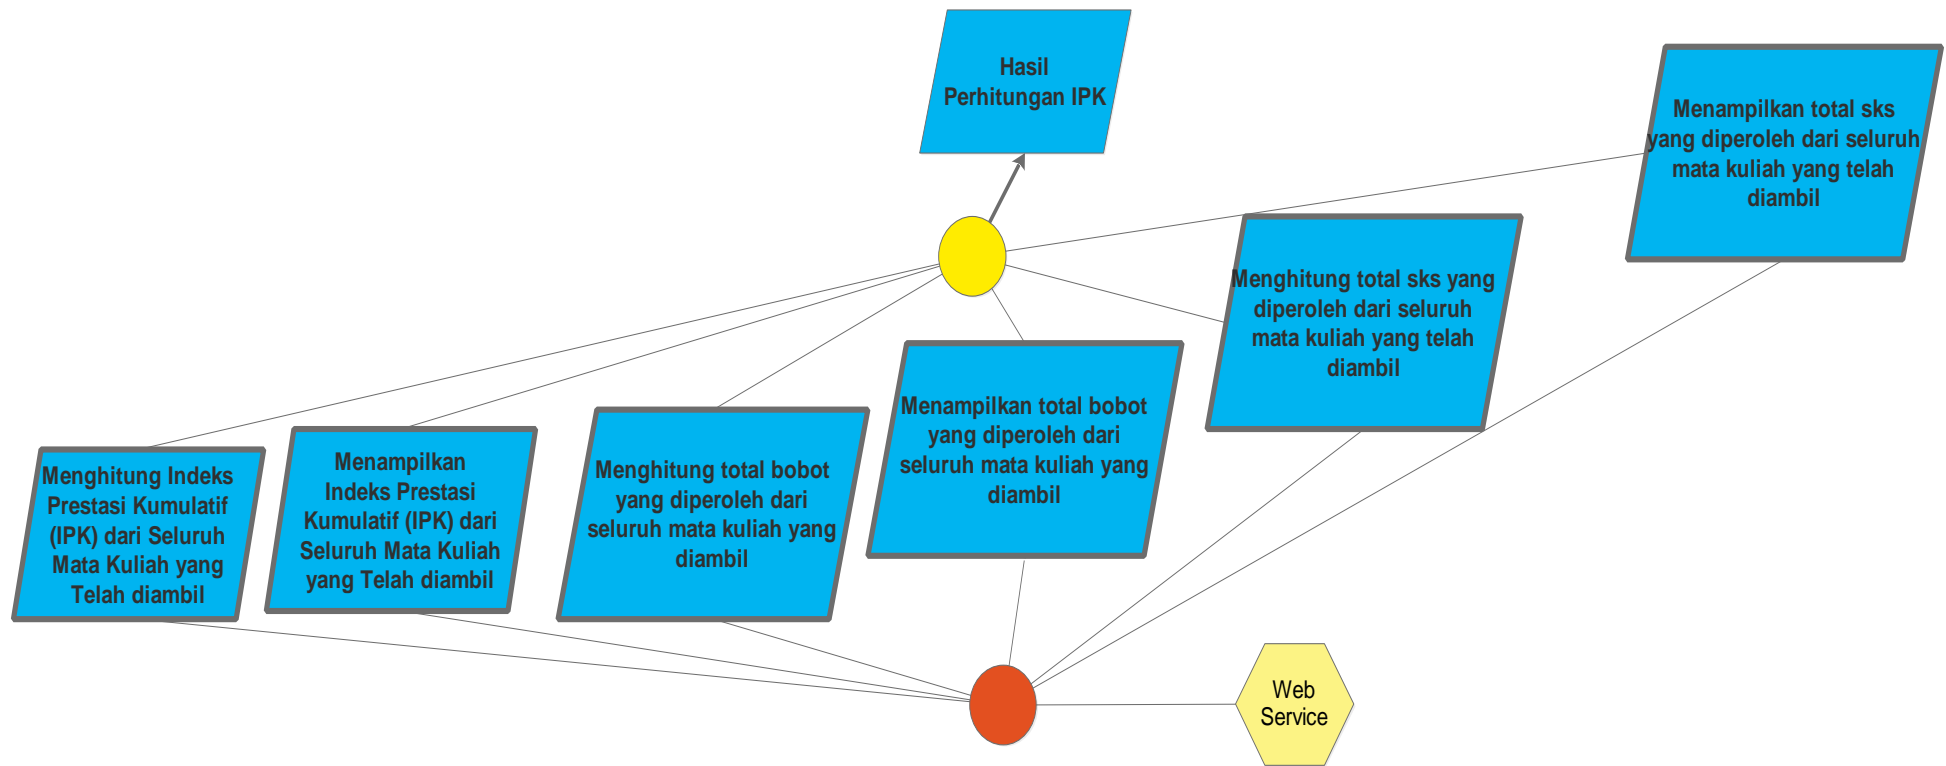 Hasil
Perhitungan IPK
Menampilkan total sks
yang diperoleh dari seluruh
mata kuliah yang telah
diambil
Menghitung total sks yang
diperoleh dari seluruh
mata kuliah yang telah
diambil
Menampilkan total bobot
yang diperoleh dari
seluruh mata kuliah yang
diambil
Menghitung total bobot
yang diperoleh dari
seluruh mata kuliah yang
diambil
Menampilkan
Indeks Prestasi
Kumulatif (IPK) dari
Seluruh Mata Kuliah
yang Telah diambil
Menghitung Indeks
Prestasi Kumulatif
(IPK) dari Seluruh
Mata Kuliah yang
Telah diambil
Web
Service